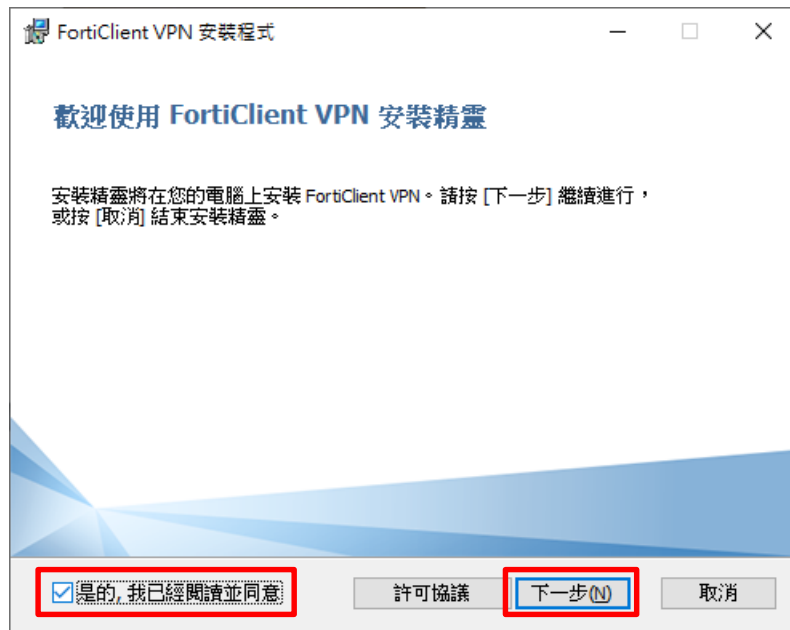 FortiClient VPN 安裝程式
歡迎使用 FortiClient VPN 安裝精靈
安裝精靈將在您的電腦上安裝 FortiClient VPN。請按 [下一步] 繼續進行，
或按 [取消] 結束安裝精靈。
是的, 我已經閱讀並同意 許可協議 下一步(N) 取消